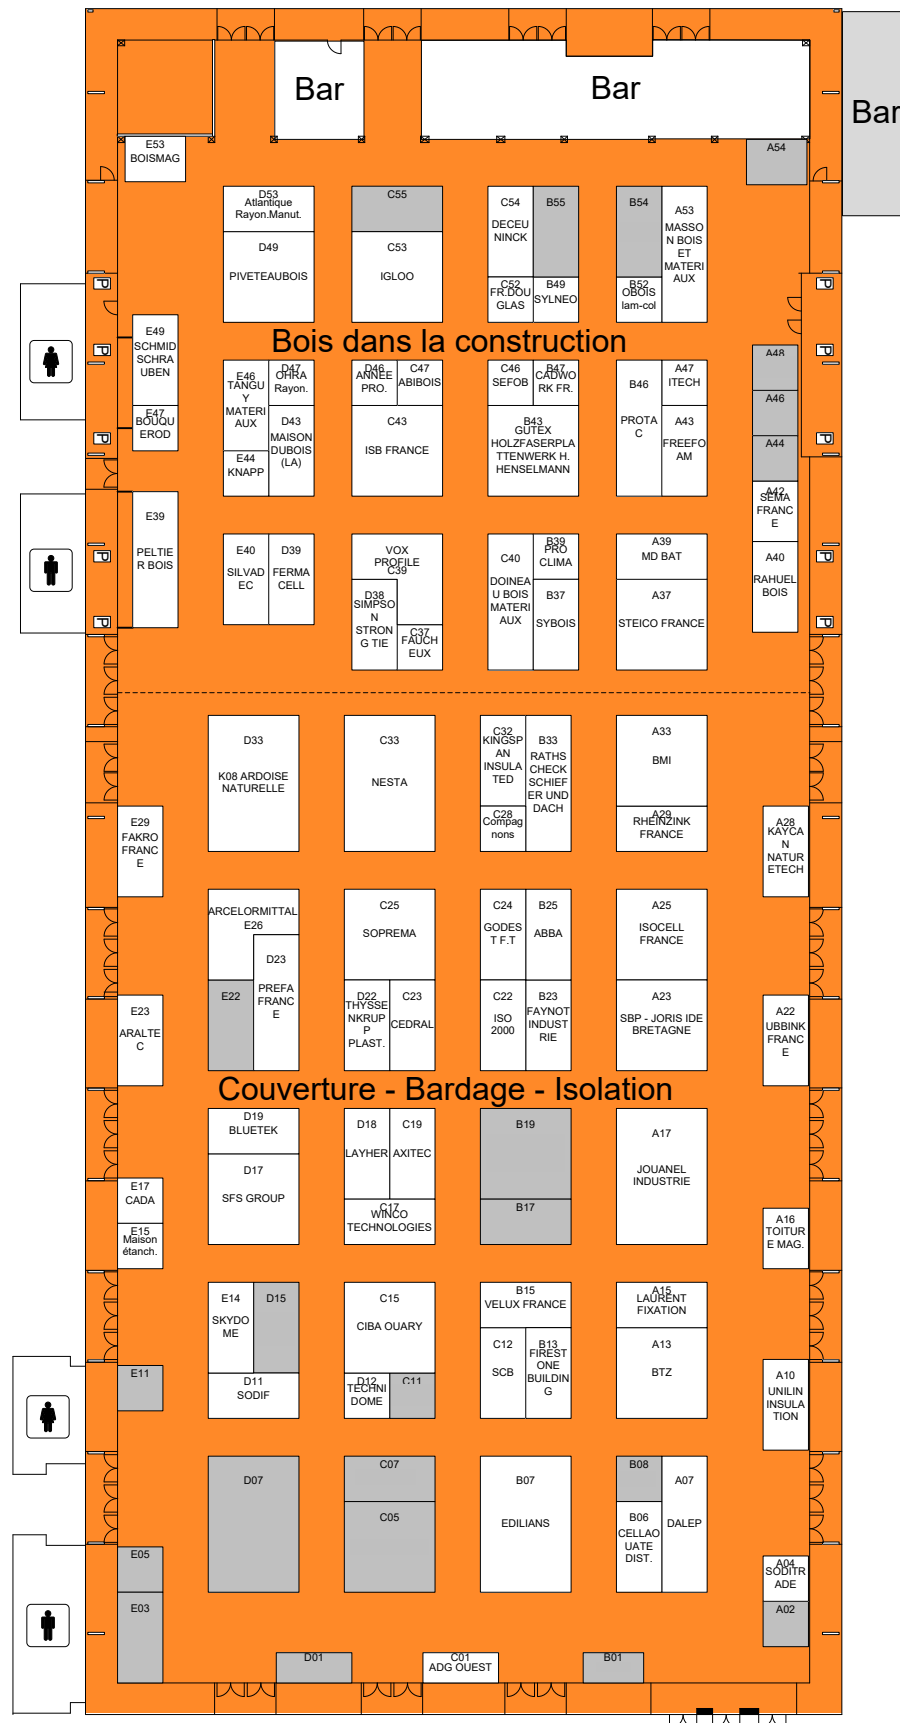 Bar
Bar
Bar
E53
BOISMAG
A54
D53
Atlantique
Rayon.Manut.
D49
PIVETEAUBOIS
C55
C53
IGLOO
C54
DECEU
NINCK
B55
C52
FR.DOU
GLAS
B49
SYLNEO
B54
B52
OBOIS
lam-col
A53
MASSO
N BOIS
ET
MATERI
AUX
Bois dans la construction
E49
SCHMID
SCHRA
UBEN
E47
BOUQU
EROD
E46
TANGU
Y
MATERI
AUX
E44
KNAPP
D47
OHRA
Rayon.
D43
MAISON
DUBOIS
(LA)
D46
ANNEE
PRO.
C47
ABIBOIS
C43
ISB FRANCE
C46
SEFOB
B47
CADWO
RK FR.
B43
GUTEX
HOLZFASERPLA
TTENWERK H.
HENSELMANN
B46
PROTA
C
A47
ITECH
A43
FREEFO
AM
A48
A46
A44
A42
SEMA
FRANC
E
A40
RAHUEL
BOIS
P
P
P
P
P
P
P
P
P
P
E39
PELTIE
R BOIS
E40
SILVAD
EC
D39
FERMA
CELL
VOX
PROFILE
C39
D38
SIMPSO
N
STRON
G TIE
C37
FAUCH
EUX
C40
DOINEA
U BOIS
MATERI
AUX
B39
PRO
CLIMA
B37
SYBOIS
A39
MD BAT
A37
STEICO FRANCE
D33
K08 ARDOISE
NATURELLE
C33
NESTA
C32
KINGSP
AN
INSULA
TED
C28
Compag
nons
B33
RATHS
CHECK
SCHIEF
ER UND
DACH
A33
BMI
A29
RHEINZINK
FRANCE
E29
FAKRO
FRANC
E
A28
KAYCA
N
NATUR
ETECH
ARCELORMITTAL
E26
D23
PREFA
FRANC
E
E22
C25
SOPREMA
D22
THYSSE
NKRUP
P
PLAST.
C23
CEDRAL
C24
GODES
T F.T
B25
ABBA
C22
ISO
2000
B23
FAYNOT
INDUST
RIE
A25
ISOCELL
FRANCE
A23
SBP - JORIS IDE
BRETAGNE
E23
ARALTE
C
A22
UBBINK
FRANC
E
Couverture - Bardage - Isolation
D19
BLUETEK
D17
SFS GROUP
D18
LAYHER
C19
AXITEC
C17
WINCO
TECHNOLOGIES
B19
B17
A17
JOUANEL
INDUSTRIE
E17
CADA
E15
Maison
étanch.
A16
TOITUR
E MAG.
E14
SKYDO
ME
D15
D11
SODIF
C15
CIBA OUARY
D12
TECHNI
DOME
C11
B15
VELUX FRANCE
C12
SCB
B13
FIREST
ONE
BUILDIN
G
A15
LAURENT
FIXATION
A13
BTZ
E11
A10
UNILIN
INSULA
TION
D07
C07
C05
B07
EDILIANS
B08
B06
CELLAO
UATE
DIST.
A07
DALEP
E05
E03
A04
SODITR
ADE
A02
D01
C01
ADG OUEST
B01